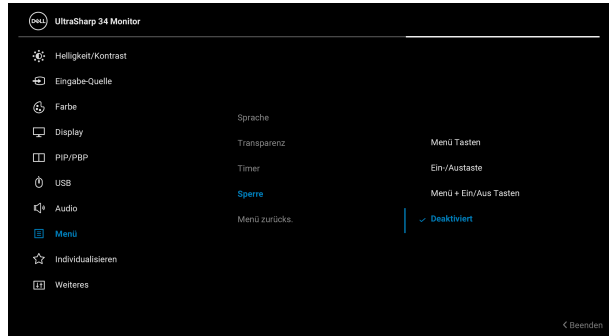 DELL
UltraSharp 34 Monitor
Helligkeit/Kontrast
Eingabe-Quelle
Farbe
Display
PIP/PBP
USB
Audio
Menü
Individualisieren
Weiteres
Sprache
Transparenz
Timer
Sperre
Menü zurücks.
Menü Tasten
Ein-/Austaste
Menü + Ein/Aus Tasten
Deaktiviert
Beenden